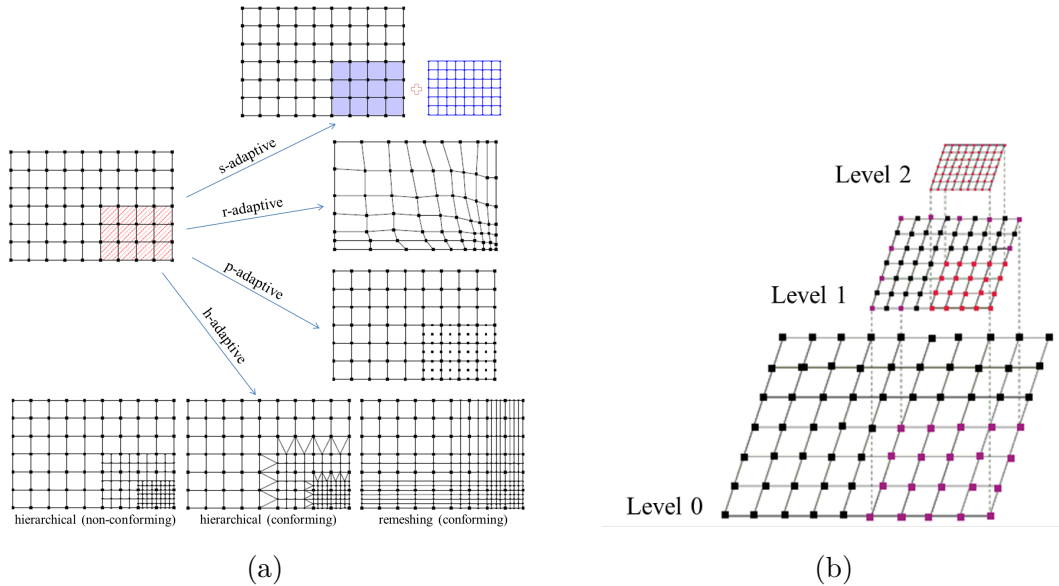 s-adaptive
r-adaptive
p-adaptive
h-adaptive
hierarchical (non-conforming)
hierarchical (conforming)
remeshing (conforming)
(a)
Level 2
Level 1
Level 0
(b)